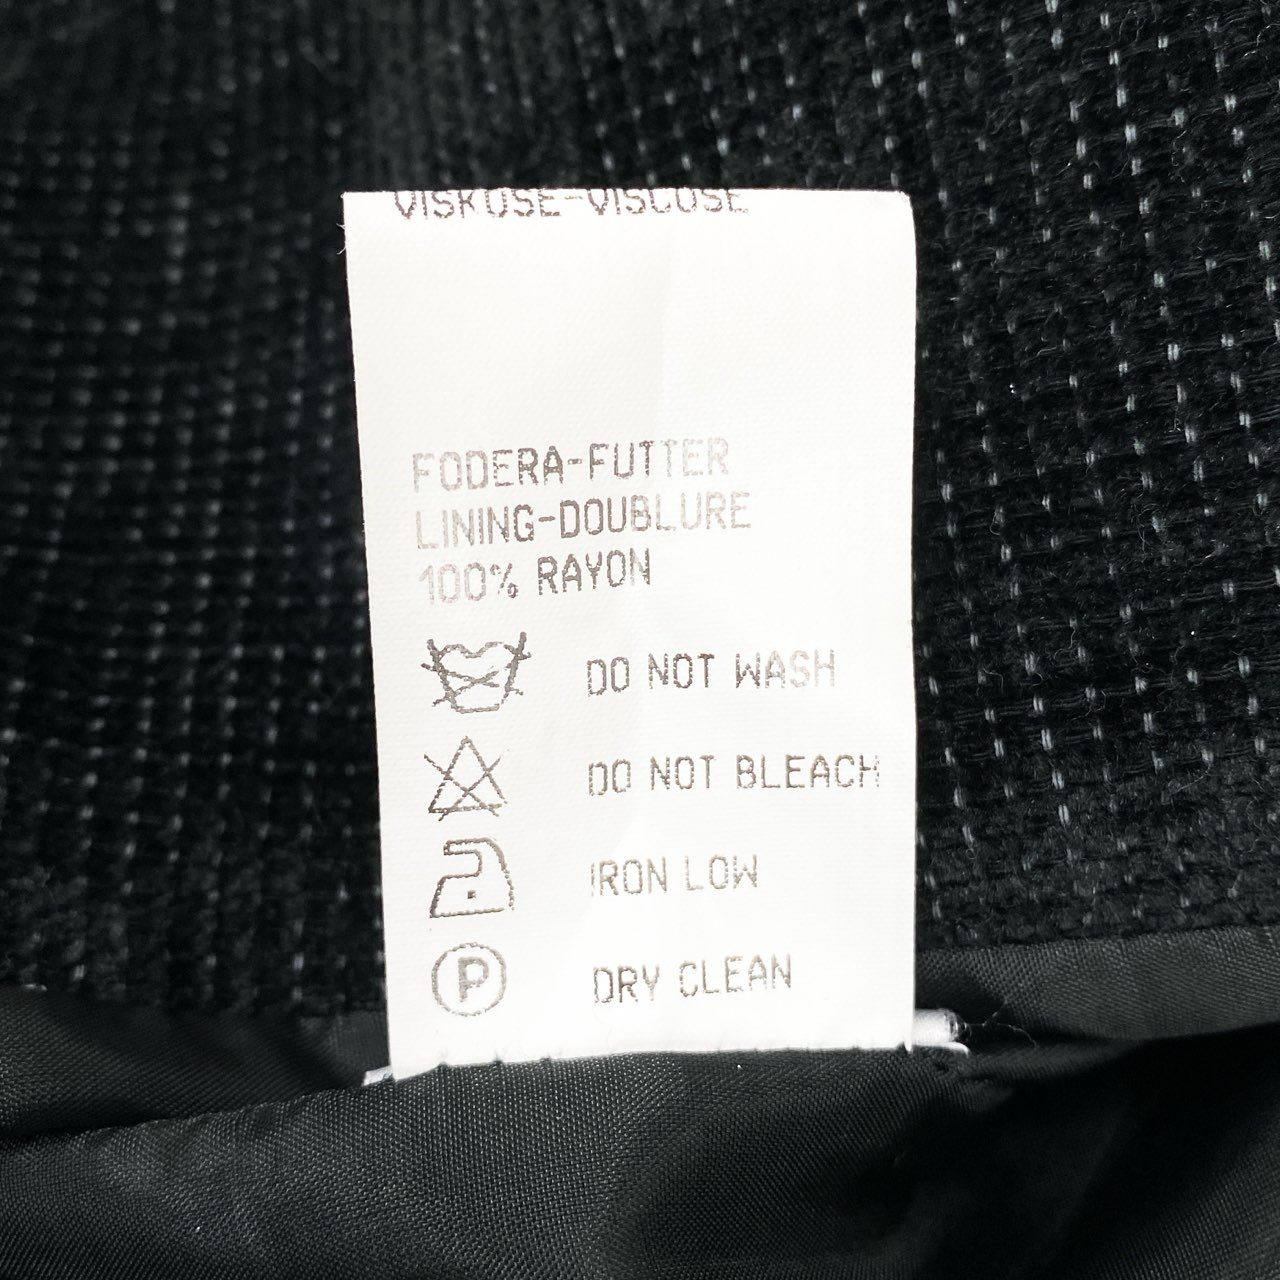 VISKOSE-VISCOSE
FODERA-FUTTER
LINING-DOUBLURE
100% RAYON
DO NOT WASH
DO NOT BLEACH
IRON LOW
P DRY CLEAN